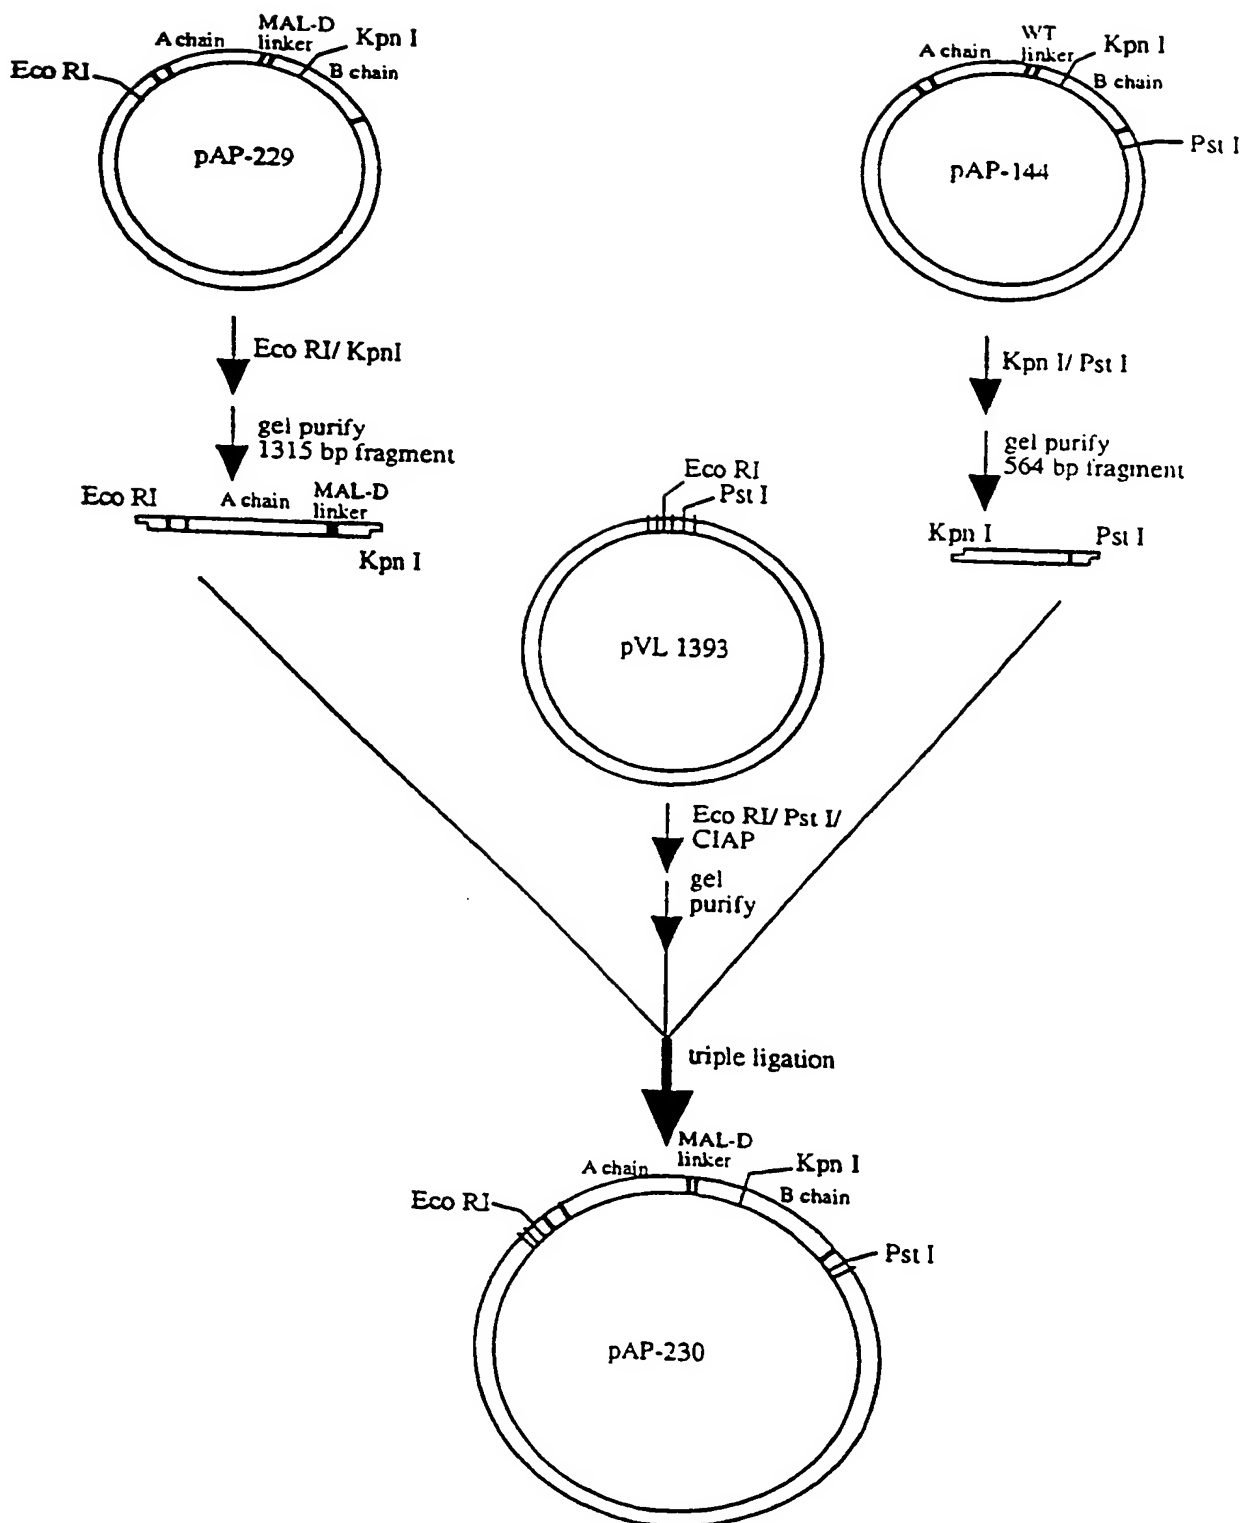 A chain
MAL-D
linker
Kpn I
Eco RI
B chain
pAP-229
A chain
WT
linker
Kpn I
B chain
Pst I
pAP-144
Eco RI/ KpnI
gel purify
1315 bp fragment
Kpn I/ Pst I
gel purify
564 bp fragment
Eco RI
A chain
MAL-D
linker
Kpn I
Eco RI
Pst I
Kpn I
Pst I
pVL 1393
Eco RI/ Pst I/
CIAP
gel
purify
triple ligation
MAL-D
linker
A chain
Kpn I
Eco RI
B chain
Pst I
pAP-230